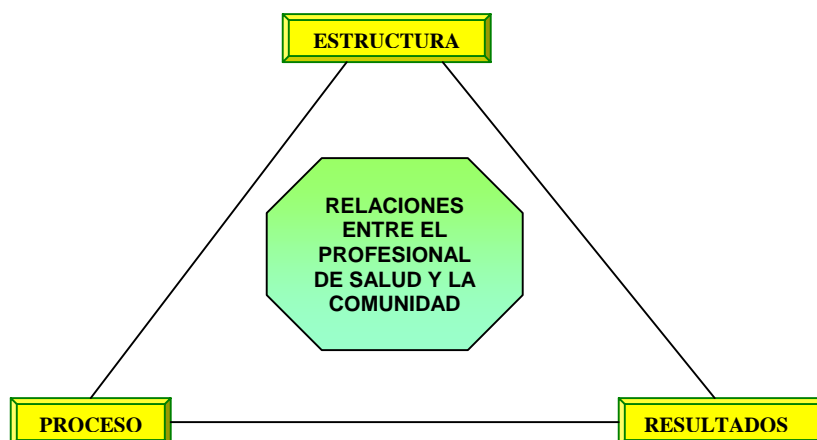 ESTRUCTURA
RELACIONES
ENTRE EL
PROFESIONAL
DE SALUD Y LA
COMUNIDAD
PROCESO
RESULTADOS